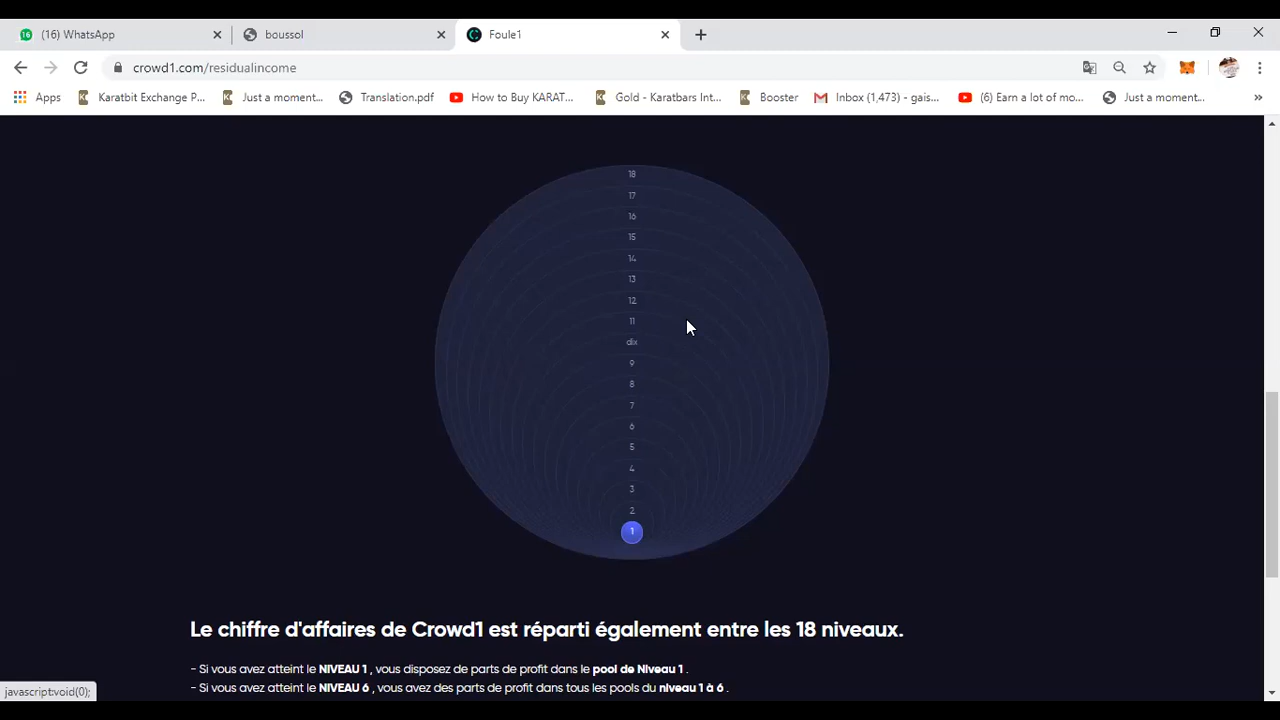 (16) WhatsApp
boussol
Foule1
crowd1.com/residualincome
Apps
Karatbit Exchange P...
Just a moment...
Translation.pdf
How to Buy KARAT...
Gold - Karatbars Int...
Booster
Inbox (1,473) - gais...
(6) Earn a lot of mo...
Just a moment...
»
18
17
16
15
14
13
12
11
dix
9
8
7
6
5
4
3
2
1
Le chiffre d'affaires de Crowd1 est réparti également entre les 18 niveaux.
- Si vous avez atteint le NIVEAU 1 , vous disposez de parts de profit dans le pool de Niveau 1 .
- Si vous avez atteint le NIVEAU 6 , vous avez des parts de profit dans tous les pools du niveau 1 à 6 .
javascript:void(0);